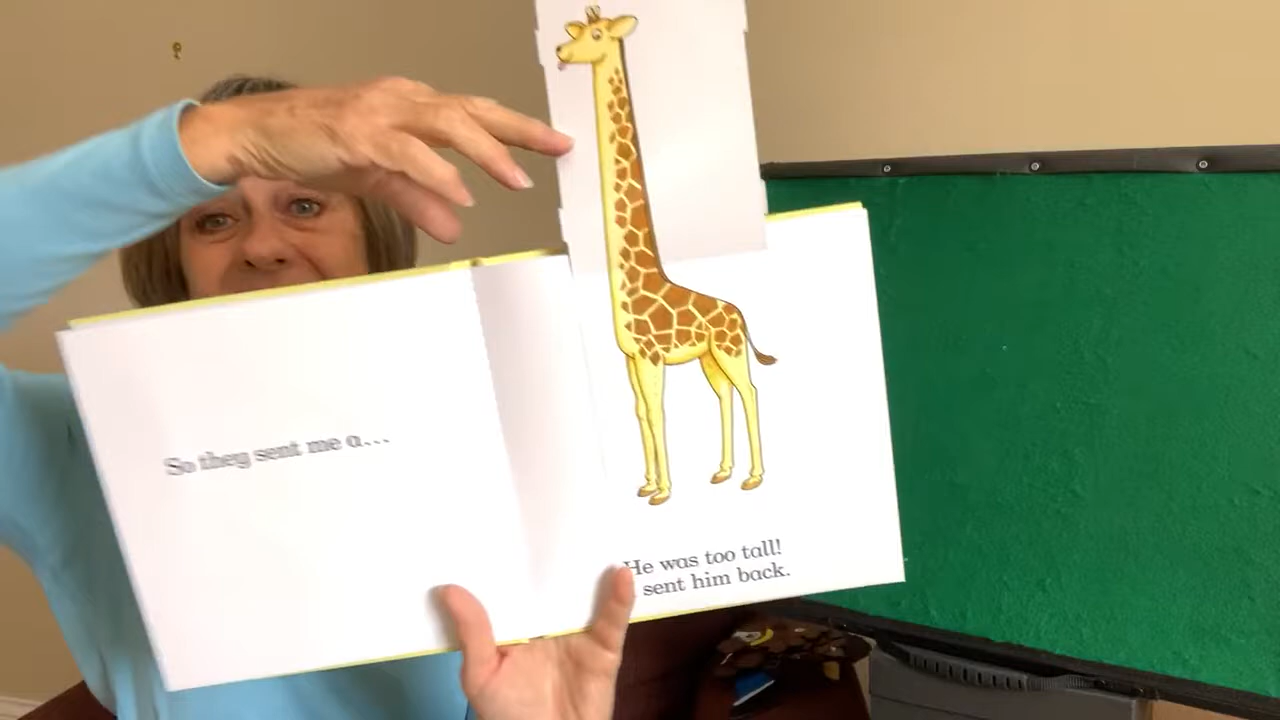 So they sent me a...
He was too tall!
sent him back.